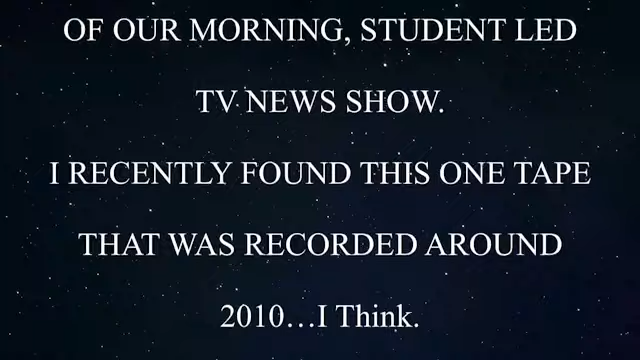 OF OUR MORNING, STUDENT LED
TV NEWS SHOW.
I RECENTLY FOUND THIS ONE TAPE
THAT WAS RECORDED AROUND
2010...I Think.